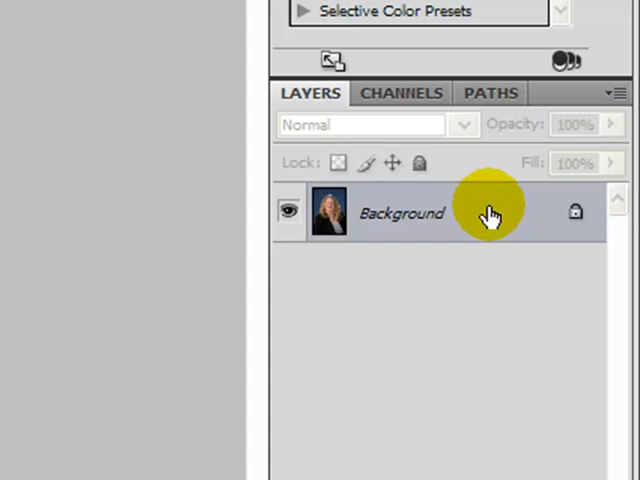 Selective Color Presets
LAYERS CHANNELS PATHS
Normal Opacity: 100%
Lock: Fill: 100%
Background